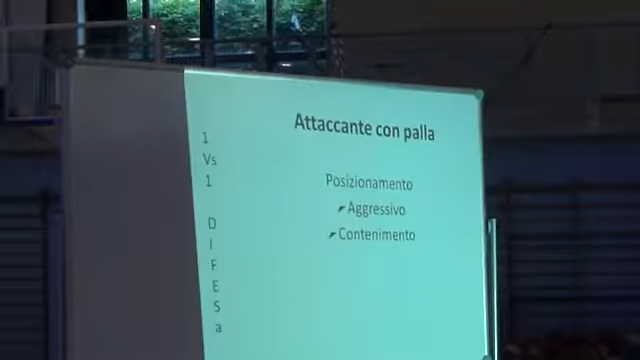 Attaccante con palla
1
Vs
1
D
I
F
E
S
a
Posizionamento
Aggressivo
Contenimento